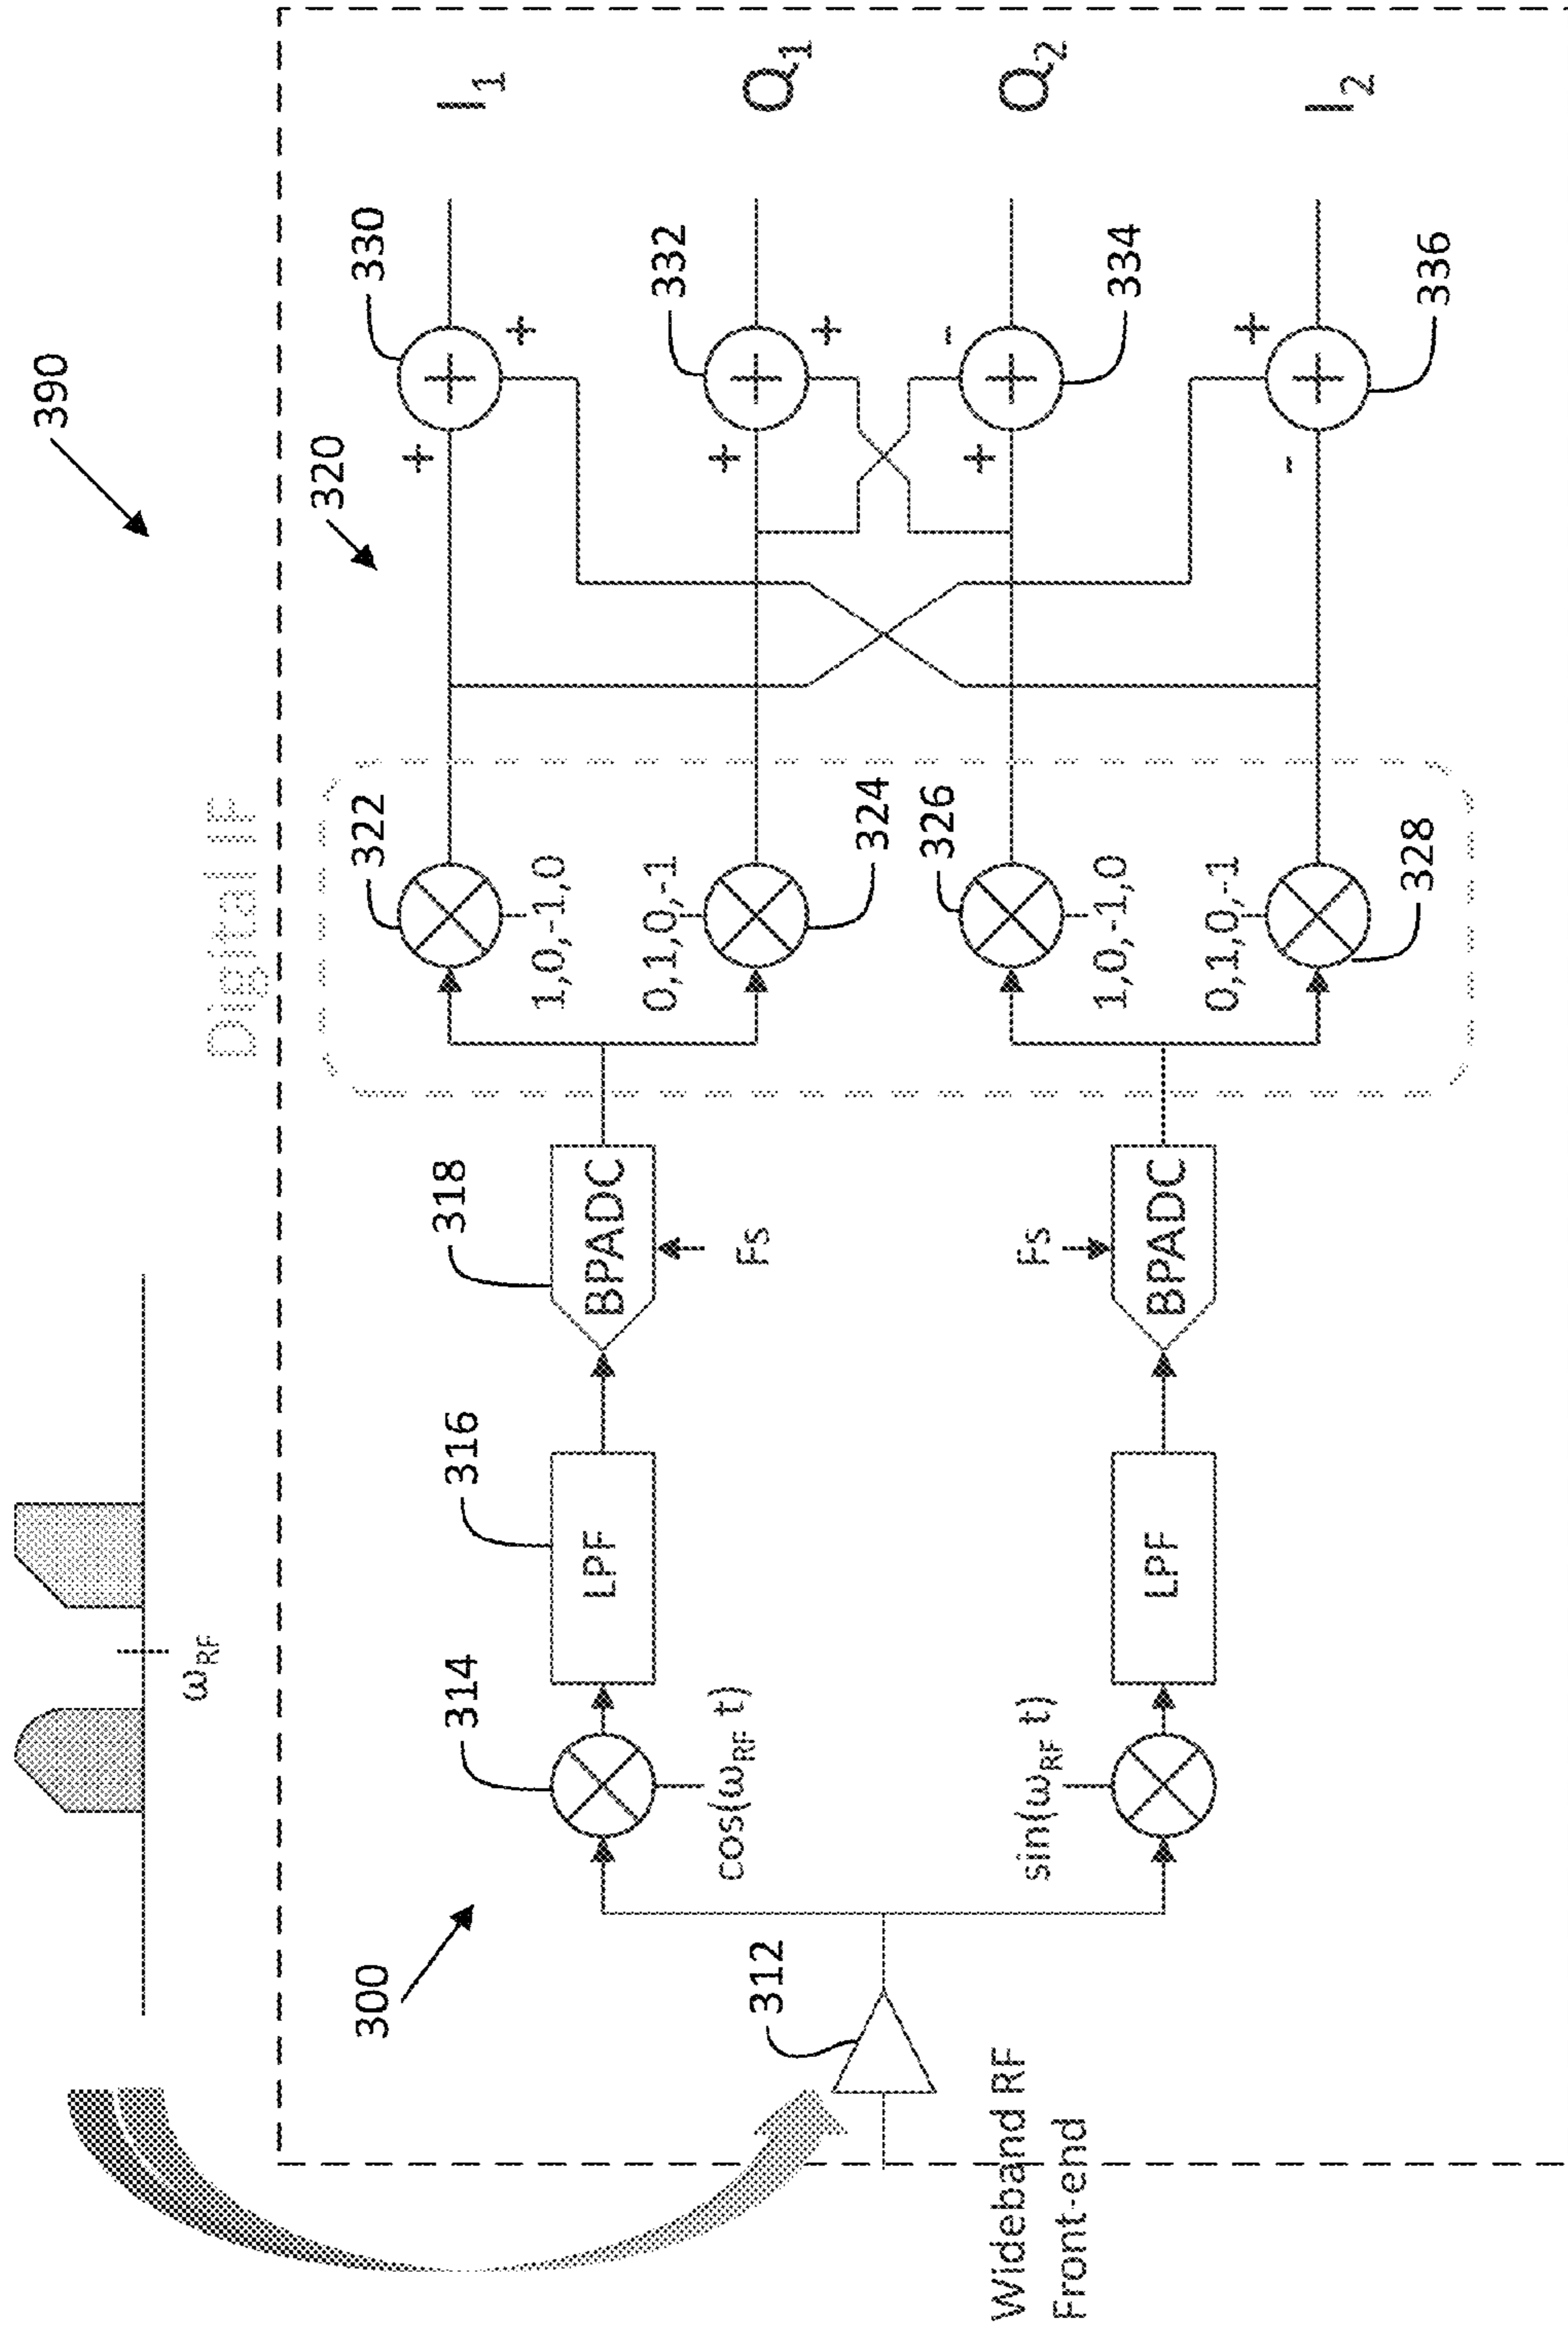 390
ωRF
Digital IF
300
320
314
316
318
322
330
I1
LPF
BPADC
1,0,-1,0
+
+
cos(ωRF t)
Fs
0,1,0,-1
332
Q1
312
324
+
+
Wideband RF
Front-end
sin(ωRF t)
Fs
326
1,0,-1,0
+
-
Q2
334
LPF
BPADC
0,1,0,-1
328
-
+
I2
336